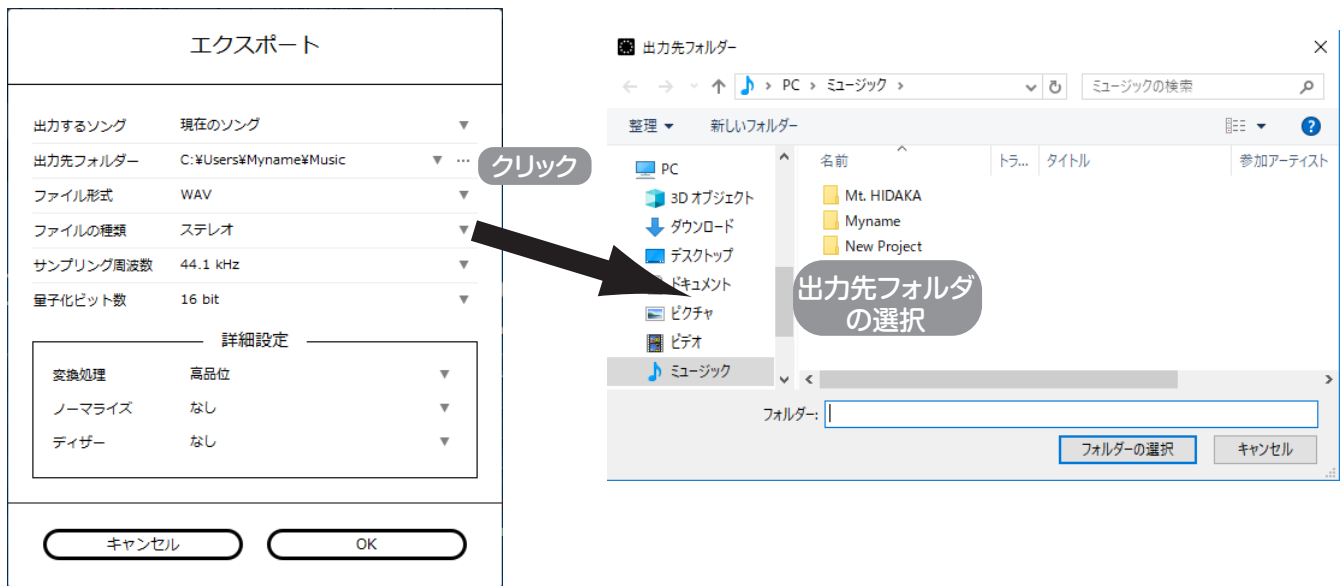 エクスポート
出力するソング 現在のソング ▼
出力先フォルダー C:¥Users¥Myname¥Music ▼ …
クリック
ファイル形式 WAV ▼
ファイルの種類 ステレオ ▼
サンプリング周波数 44.1 kHz ▼
量子化ビット数 16 bit ▼
詳細設定
変換処理 高品位 ▼
ノーマライズ なし ▼
ディザー なし ▼
キャンセル OK
出力先フォルダー
PC › ミュージック › ミュージックの検索
整理 ▼ 新しいフォルダー
名前 トラ... タイトル 参加アーティスト
PC
3D オブジェクト
ダウンロード
デスクトップ
ドキュメント
ピクチャ
ビデオ
ミュージック
Mt. HIDAKA
Myname
New Project
出力先フォルダ
の選択
フォルダー:
フォルダーの選択 キャンセル